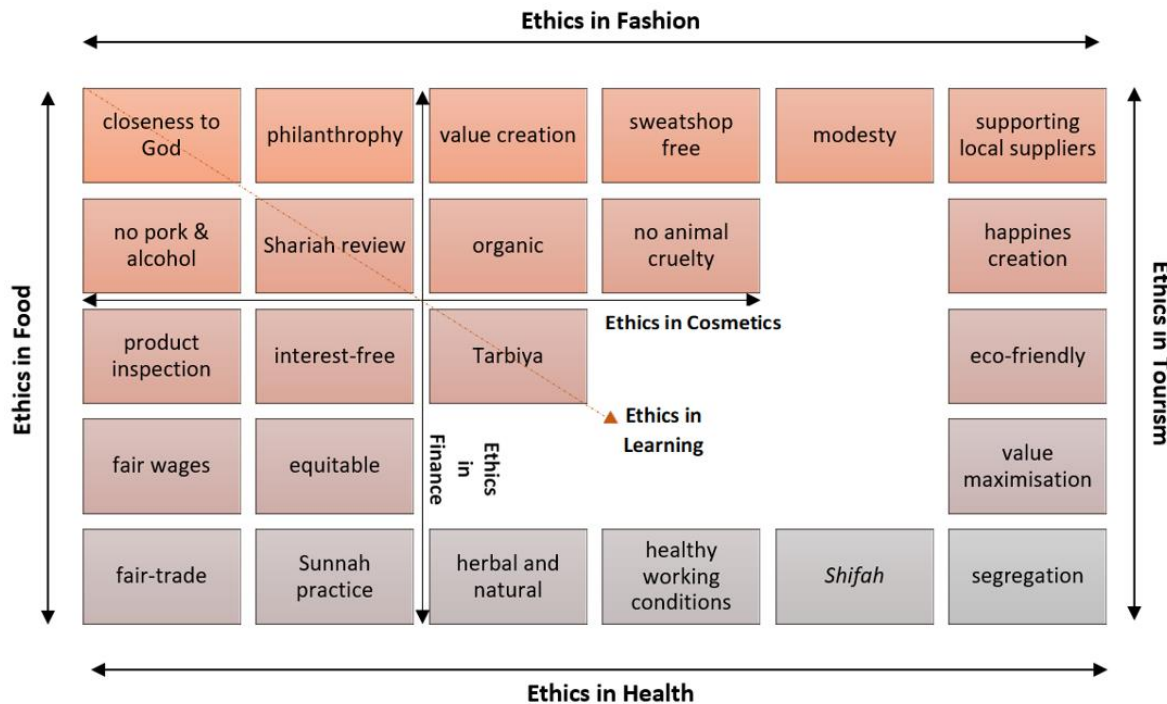 Ethics in Fashion
closeness to
God
philanthropy
value creation
sweatshop
free
modesty
supporting
local suppliers
no pork &
alcohol
Shariah review
organic
no animal
cruelty
happines
creation
Ethics in Food
Ethics in Cosmetics
Ethics in Tourism
product
inspection
interest-free
Tarbiya
eco-friendly
Ethics in
Learning
fair wages
equitable
Ethics
in
Finance
value
maximisation
fair-trade
Sunnah
practice
herbal and
natural
healthy
working
conditions
Shifah
segregation
Ethics in Health